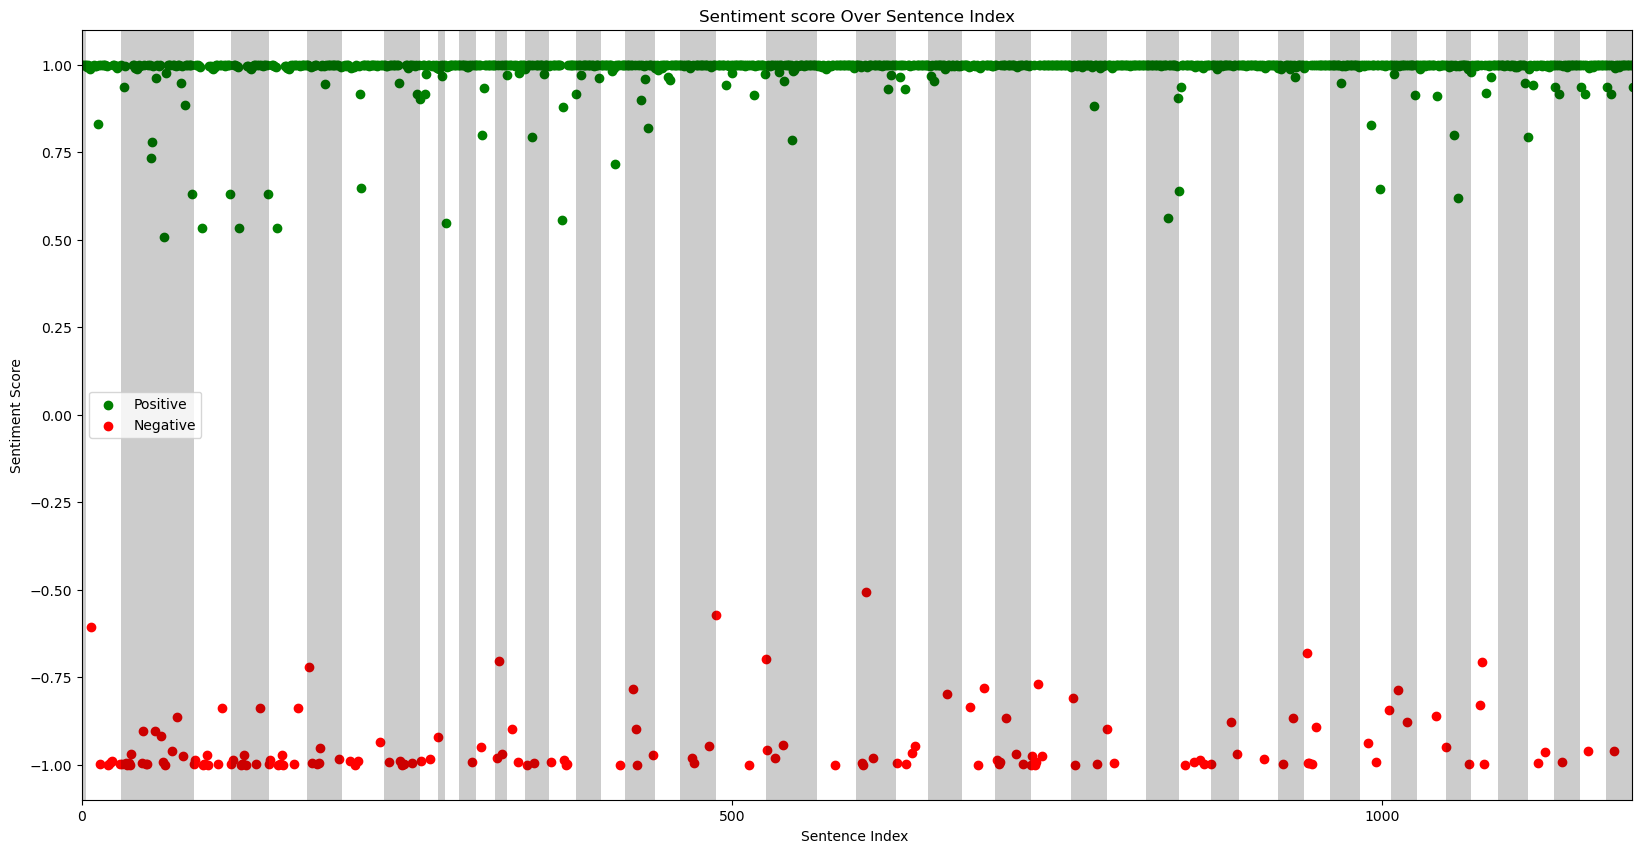 Sentiment score Over Sentence Index
1.00
0.75
0.50
0.25
0.00
−0.25
−0.50
−0.75
−1.00
Sentiment Score
Positive
Negative
0
500
1000
Sentence Index